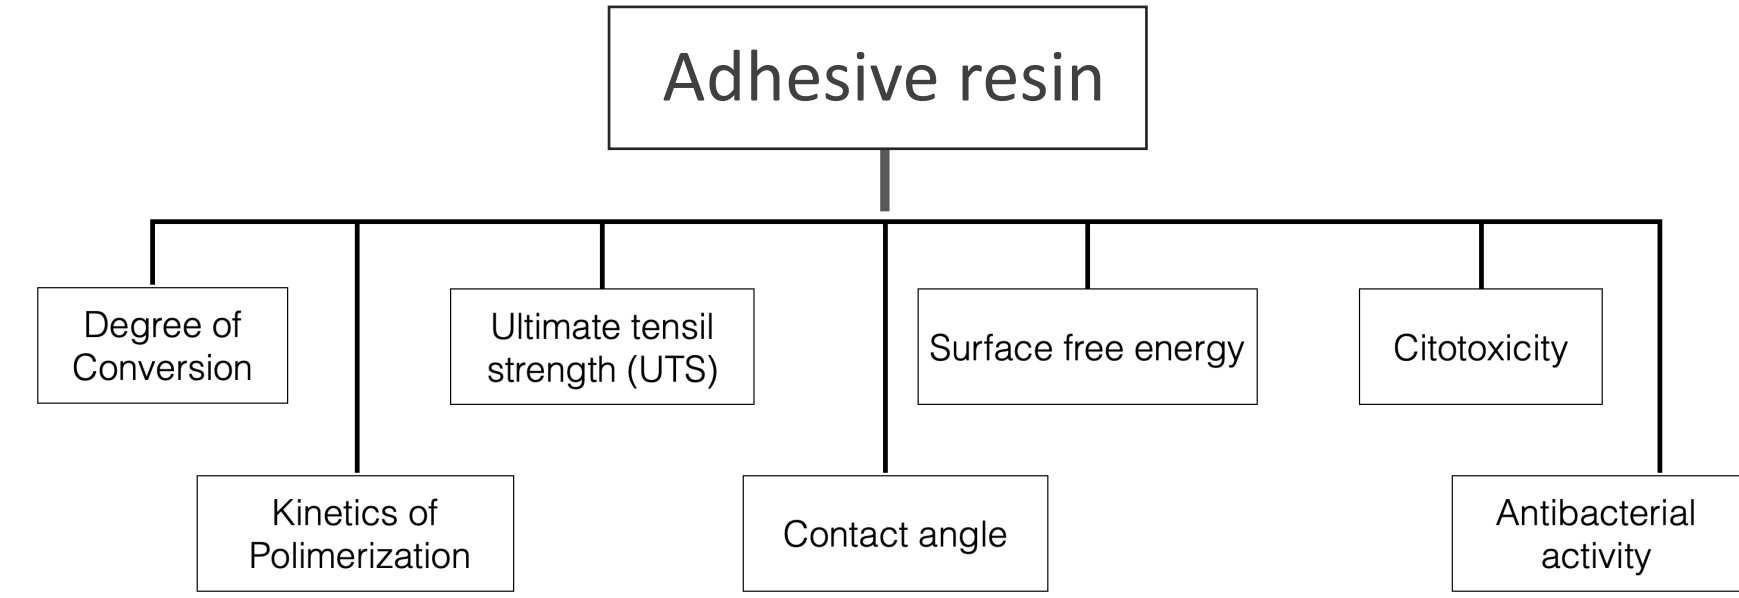 Adhesive resin
Degree of
Conversion
Ultimate tensil
strength (UTS)
Surface free energy
Citotoxicity
Kinetics of
Polimerization
Contact angle
Antibacterial
activity